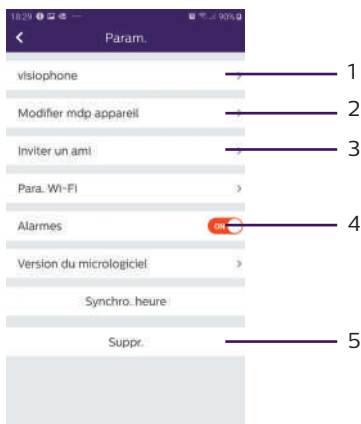 18:29 90%
Param.
visiophone 1
Modifier mdp appareil 2
Inviter un ami 3
Para. Wi-Fi
Alarmes ON 4
Version du micrologiciel
Synchro. heure
Suppr. 5